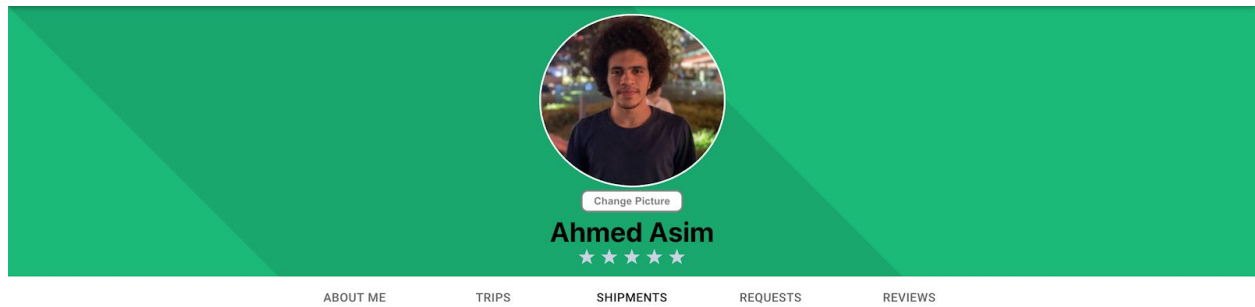 Change Picture
Ahmed Asim
ABOUT ME TRIPS SHIPMENTS REQUESTS REVIEWS